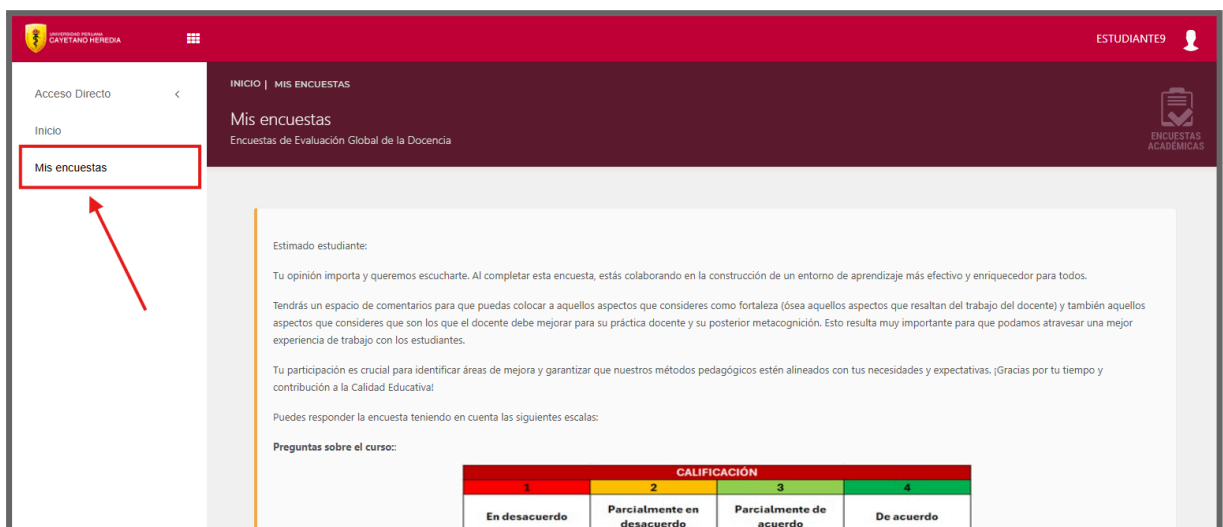 UNIVERSIDAD PERUANA
CAYETANO HEREDIA
ESTUDIANTE9
Acceso Directo
Inicio
Mis encuestas
INICIO | MIS ENCUESTAS
Mis encuestas
Encuestas de Evaluación Global de la Docencia
ENCUESTAS
ACADÉMICAS
Estimado estudiante:
Tu opinión importa y queremos escucharte. Al completar esta encuesta, estás colaborando en la construcción de un entorno de aprendizaje más efectivo y enriquecedor para todos.
Tendrás un espacio de comentarios para que puedas colocar a aquellos aspectos que consideres como fortaleza (ósea aquellos aspectos que resaltan del trabajo del docente) y también aquellos
aspectos que consideres que son los que el docente debe mejorar para su práctica docente y su posterior metacognición. Esto resulta muy importante para que podamos atravesar una mejor
experiencia de trabajo con los estudiantes.
Tu participación es crucial para identificar áreas de mejora y garantizar que nuestros métodos pedagógicos estén alineados con tus necesidades y expectativas. ¡Gracias por tu tiempo y
contribución a la Calidad Educativa!
Puedes responder la encuesta teniendo en cuenta las siguientes escalas:
Preguntas sobre el curso::
CALIFICACIÓN
1 2 3 4
En desacuerdo
Parcialmente en
desacuerdo
Parcialmente de
acuerdo
De acuerdo